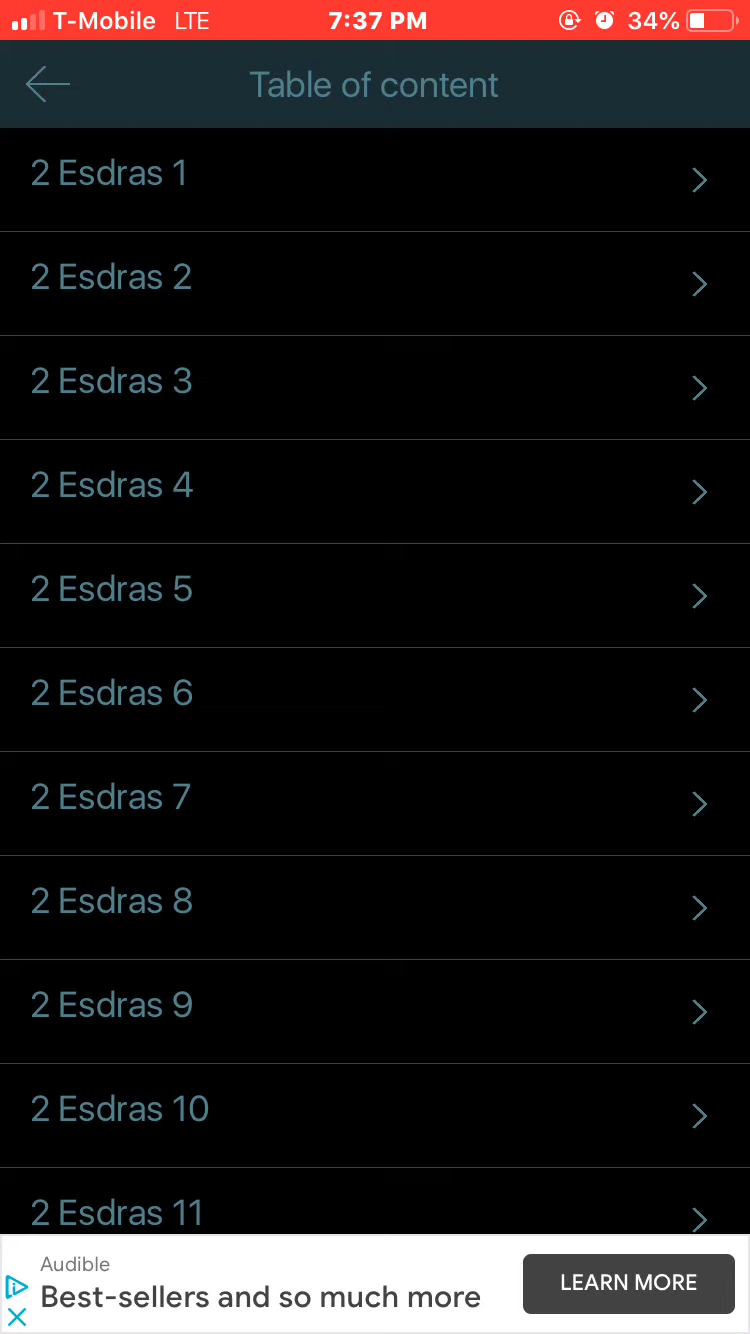 T-Mobile LTE 7:37 PM 34%
Table of content
2 Esdras 1
2 Esdras 2
2 Esdras 3
2 Esdras 4
2 Esdras 5
2 Esdras 6
2 Esdras 7
2 Esdras 8
2 Esdras 9
2 Esdras 10
2 Esdras 11
Audible
Best-sellers and so much more
LEARN MORE